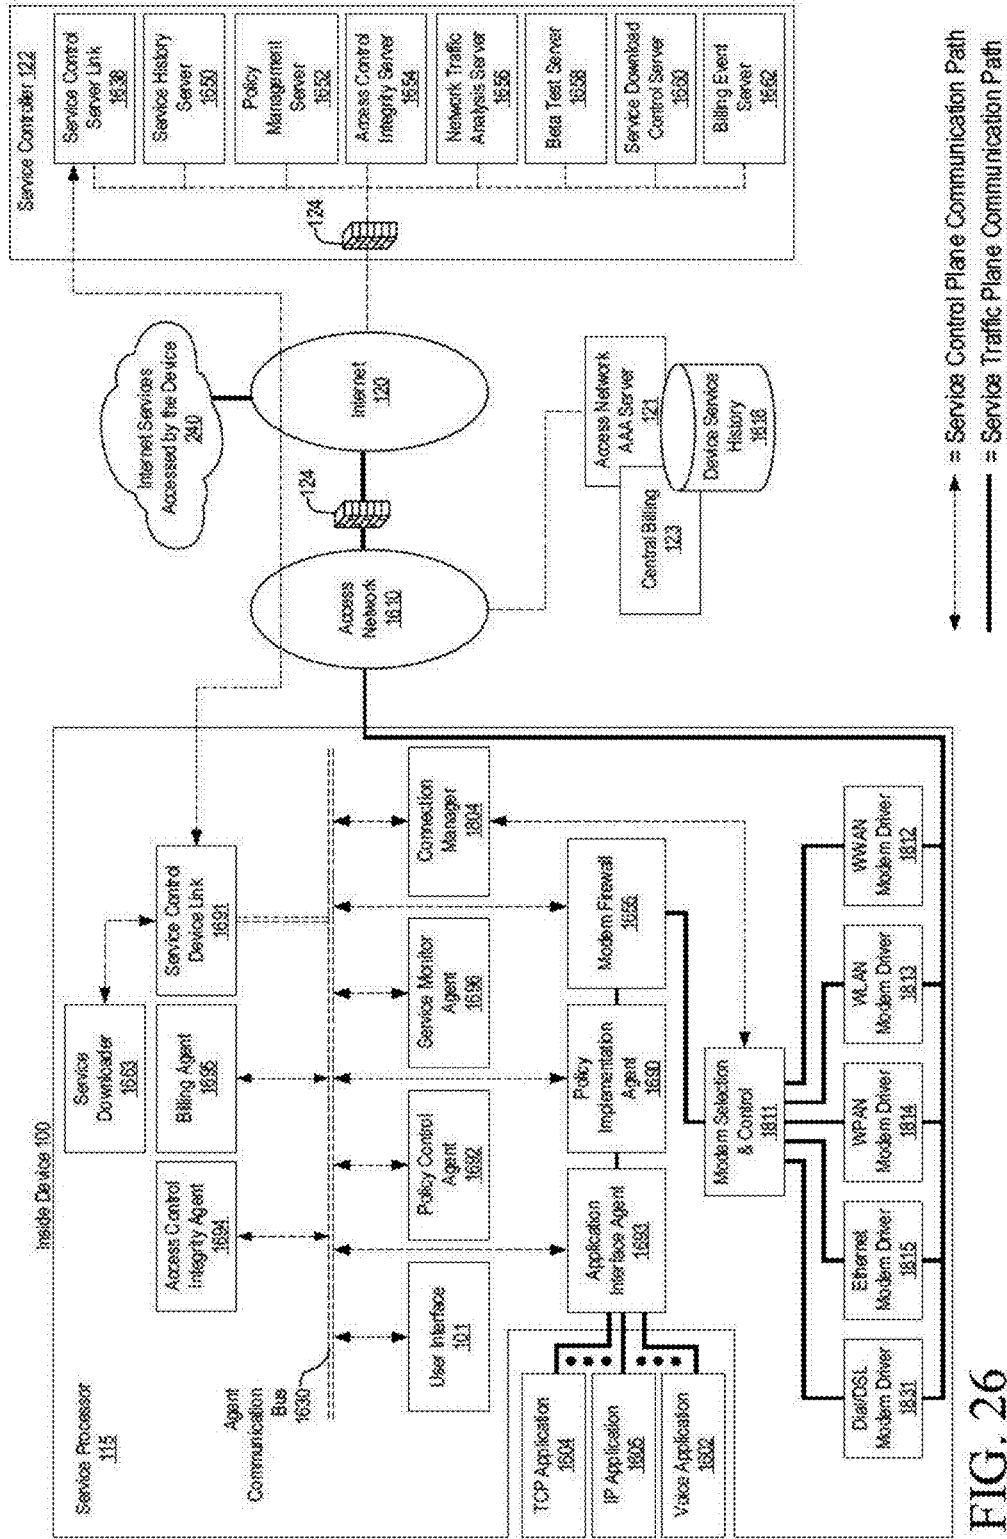 Inside Device 100
Service Processor
115
Service
Downloader
1663
Access Control
Integrity Agent
1694
Billing Agent
1695
Service Control
Device Link
1691
Agent
Communication
Bus
1630
User Interface
101
Policy Control
Agent
1692
Service Monitor
Agent
1696
Connection
Manager
1804
TCP Application
1604
IP Application
1605
Voice Application
1602
Application
Interface Agent
1693
Policy
Implementation
Agent
1690
Modem Firewall
1655
Modem Selection
& Control
1811
Dial/DSL
Modem Driver
1831
Ethernet
Modem Driver
1815
WPAN
Modem Driver
1814
WLAN
Modem Driver
1813
WWAN
Modem Driver
1812
Internet Services
Accessed by the Device
240
Access
Network
1610
124
Internet
120
124
Central Billing
123
Access Network
AAA Server
121
Device Service
History
1618
Service Controller 122
Service Control
Server Link
1638
Service History
Server
1650
Policy
Management
Server
1652
Access Control
Integrity Server
1654
Network Traffic
Analysis Server
1656
Beta Test Server
1658
Service Download
Control Server
1660
Billing Event
Server
1662
= Service Control Plane Communication Path
= Service Traffic Plane Communication Path
FIG. 26